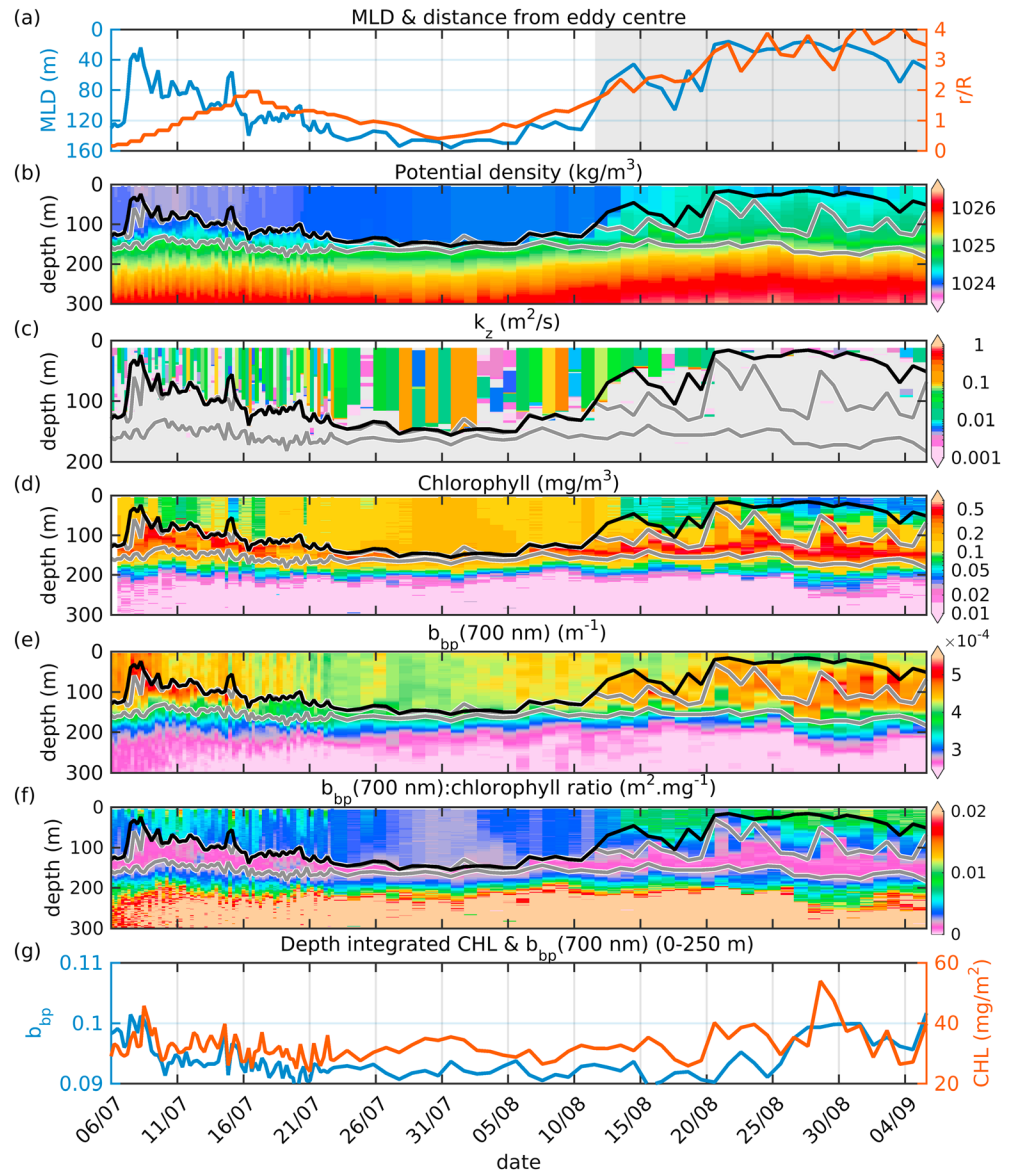 (a) MLD & distance from eddy centre
0 40 80 120 160
MLD (m)
4 3 2 1 0
r/R
(b) Potential density (kg/m³)
0 100 200 300
depth (m)
1026 1025 1024
(c) k_z (m²/s)
0 100 200
depth (m)
1 0.1 0.01 0.001
(d) Chlorophyll (mg/m³)
0 100 200 300
depth (m)
0.5 0.2 0.1 0.05 0.02 0.01
(e) b_bp(700 nm) (m⁻¹)
0 100 200 300
depth (m)
×10⁻⁴
5 4 3
(f) b_bp(700 nm):chlorophyll ratio (m².mg⁻¹)
0 100 200 300
depth (m)
0.02 0.01 0
(g) Depth integrated CHL & b_bp(700 nm) (0-250 m)
0.11 0.1 0.09
b_bp
60 40 20
CHL (mg/m²)
06/07 11/07 16/07 21/07 26/07 31/07 05/08 10/08 15/08 20/08 25/08 30/08 04/09
date